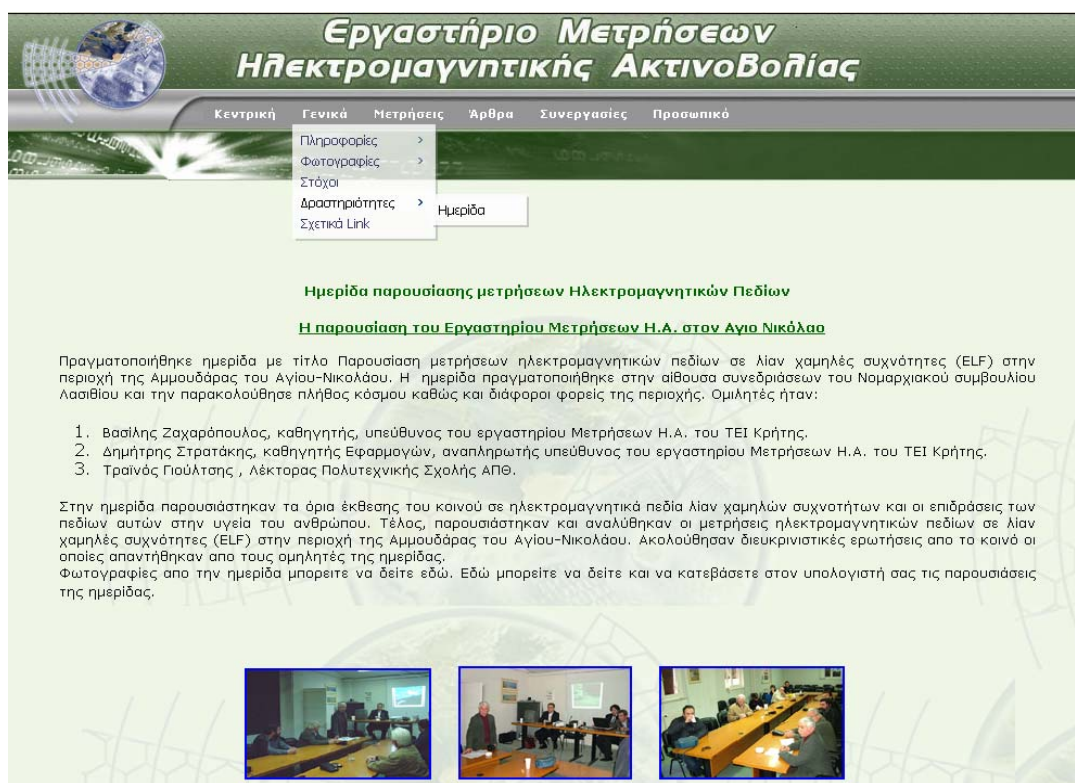 Εργαστήριο Μετρήσεων
Ηλεκτρομαγνητικής Ακτινοβολίας
Κεντρική Γενικά Μετρήσεις Άρθρα Συνεργασίες Προσωπικό
Πληροφορίες >
Φωτογραφίες >
Στόχοι
Δραστηριότητες > Ημερίδα
Σχετικά Link
Ημερίδα παρουσίασης μετρήσεων Ηλεκτρομαγνητικών Πεδίων
Η παρουσίαση του Εργαστηρίου Μετρήσεων Η.Α. στον Αγιο Νικόλαο
Πραγματοποιήθηκε ημερίδα με τίτλο Παρουσίαση μετρήσεων ηλεκτρομαγνητικών πεδίων σε λίαν χαμηλές συχνότητες (ELF) στην
περιοχή της Αμμουδάρας του Αγίου-Νικολάου. Η ημερίδα πραγματοποιήθηκε στην αίθουσα συνεδριάσεων του Νομαρχιακού συμβουλίου
Λασιθίου και την παρακολούθησε πλήθος κόσμου καθώς και διάφοροι φορείς της περιοχής. Ομιλητές ήταν:
1. Βασίλης Ζαχαρόπουλος, καθηγητής, υπεύθυνος του εργαστηρίου Μετρήσεων Η.Α. του ΤΕΙ Κρήτης.
2. Δημήτρης Στρατάκης, καθηγητής Εφαρμογών, αναπληρωτής υπεύθυνος του εργαστηρίου Μετρήσεων Η.Α. του ΤΕΙ Κρήτης.
3. Τραϊνός Γιούλτσης , Λέκτορας Πολυτεχνικής Σχολής ΑΠΘ.
Στην ημερίδα παρουσιάστηκαν τα όρια έκθεσης του κοινού σε ηλεκτρομαγνητικά πεδία λίαν χαμηλών συχνοτήτων και οι επιδράσεις των
πεδίων αυτών στην υγεία του ανθρώπου. Τέλος, παρουσιάστηκαν και αναλύθηκαν οι μετρήσεις ηλεκτρομαγνητικών πεδίων σε λίαν
χαμηλές συχνότητες (ELF) στην περιοχή της Αμμουδάρας του Αγίου-Νικολάου. Ακολούθησαν διευκρινιστικές ερωτήσεις απο το κοινό οι
οποίες απαντήθηκαν απο τους ομηλητές της ημερίδας.
Φωτογραφίες απο την ημερίδα μπορειτε να δείτε εδώ. Εδώ μπορείτε να δείτε και να κατεβάσετε στον υπολογιστή σας τις παρουσιάσεις
της ημερίδας.